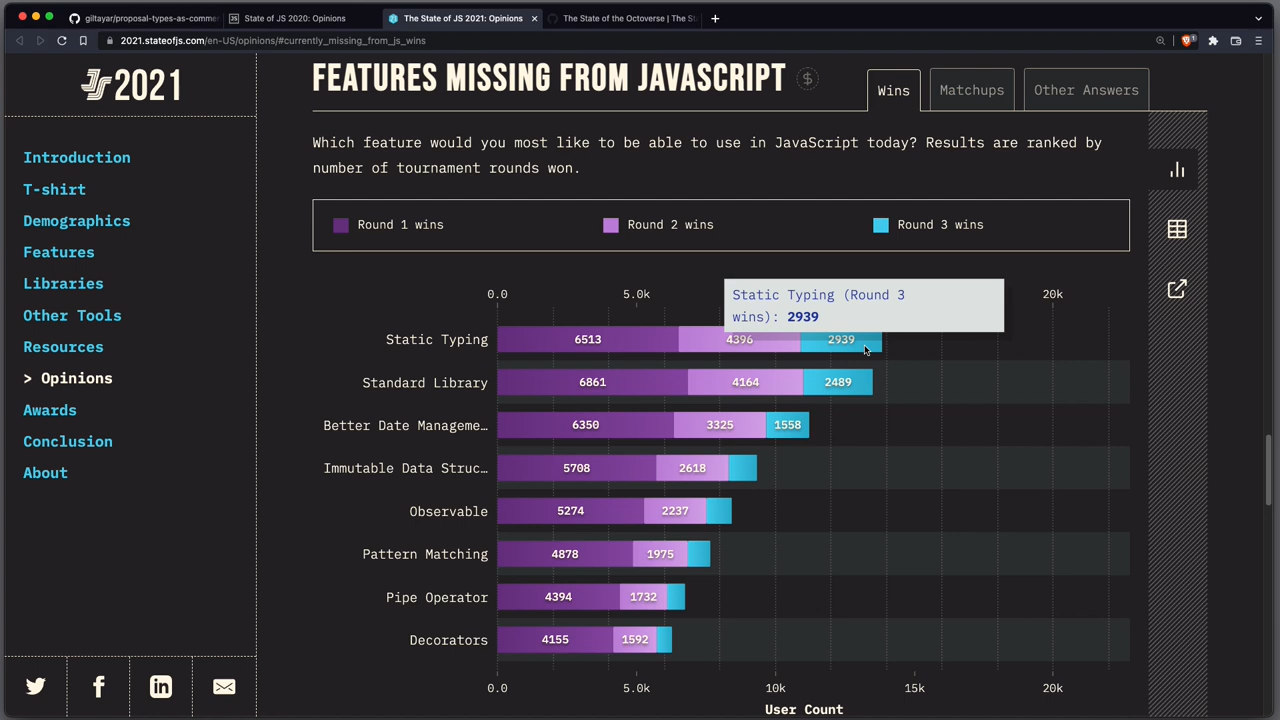 giltayar/proposal-types-as-comme
State of JS 2020: Opinions
The State of JS 2021: Opinions
The State of the Octoverse | The St
2021.stateofjs.com/en-US/opinions/#currently_missing_from_js_wins
JS 2021
Introduction
T-shirt
Demographics
Features
Libraries
Other Tools
Resources
> Opinions
Awards
Conclusion
About
FEATURES MISSING FROM JAVASCRIPT
$
Wins
Matchups
Other Answers
Which feature would you most like to be able to use in JavaScript today? Results are ranked by
number of tournament rounds won.
Round 1 wins
Round 2 wins
Round 3 wins
0.0
5.0k
20k
Static Typing (Round 3
wins): 2939
Static Typing
6513
4396
2939
Standard Library
6861
4164
2489
Better Date Manageme…
6350
3325
1558
Immutable Data Struc…
5708
2618
Observable
5274
2237
Pattern Matching
4878
1975
Pipe Operator
4394
1732
Decorators
4155
1592
0.0
5.0k
10k
15k
20k
User Count